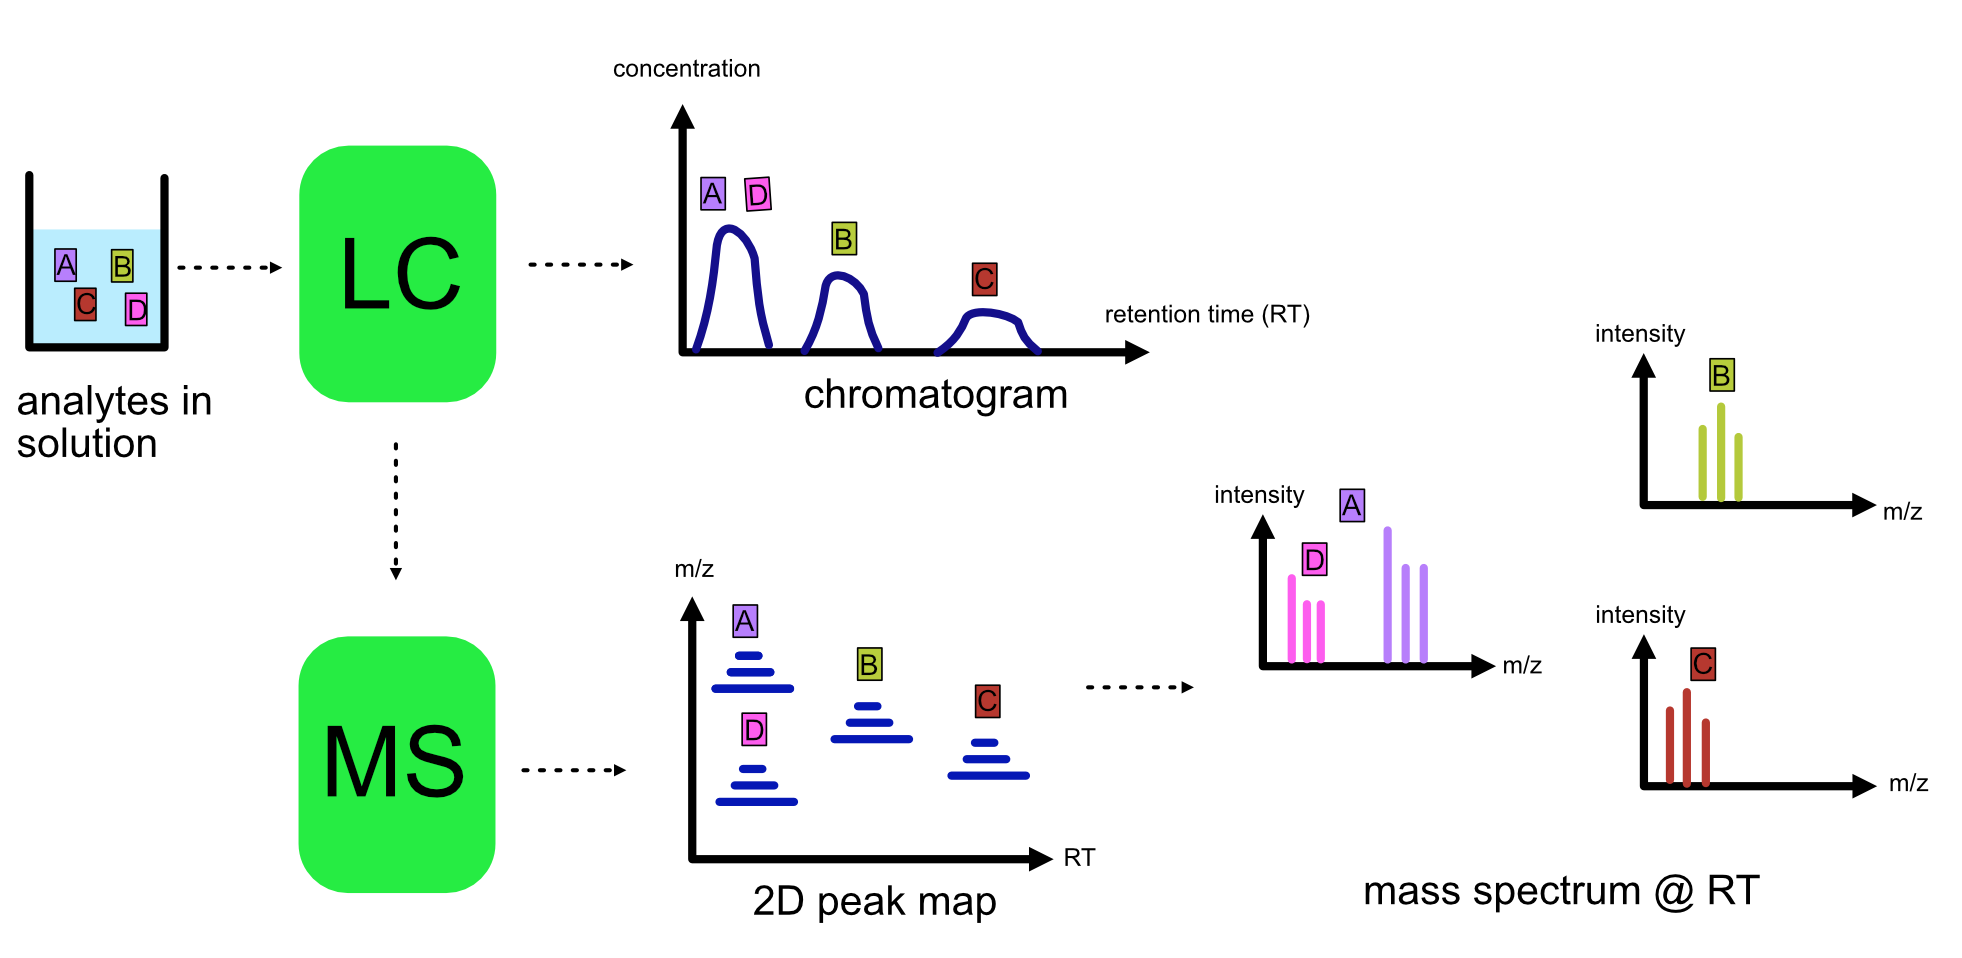 concentration
A D
B
C
retention time (RT)
chromatogram
A B
C D
analytes in
solution
LC
MS
m/z
A
B
C
D
RT
2D peak map
intensity
A
D
m/z
intensity
B
m/z
intensity
C
m/z
mass spectrum @ RT